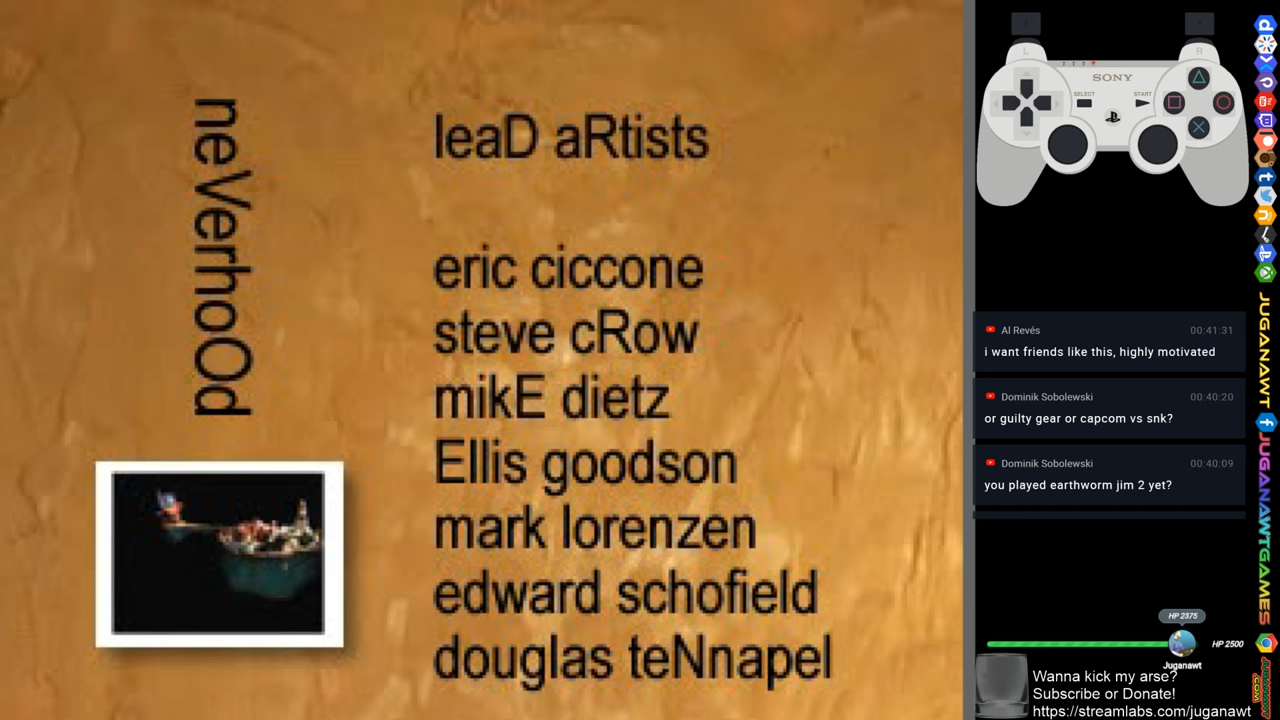 neVerhoOd
leaD aRtists
eric ciccone
steve cRow
mikE dietz
Ellis goodson
mark lorenzen
edward schofield
douglas teNnapel
L
R
SONY
SELECT
START
Al Revés 00:41:31
i want friends like this, highly motivated
Dominik Sobolewski 00:40:20
or guilty gear or capcom vs snk?
Dominik Sobolewski 00:40:09
you played earthworm jim 2 yet?
HP 2375
HP 2500
Juganawt
Wanna kick my arse?
Subscribe or Donate!
https://streamlabs.com/juganawt
JUGANAWT
JUGANAWTGAMES
JUGANAWT
.COM